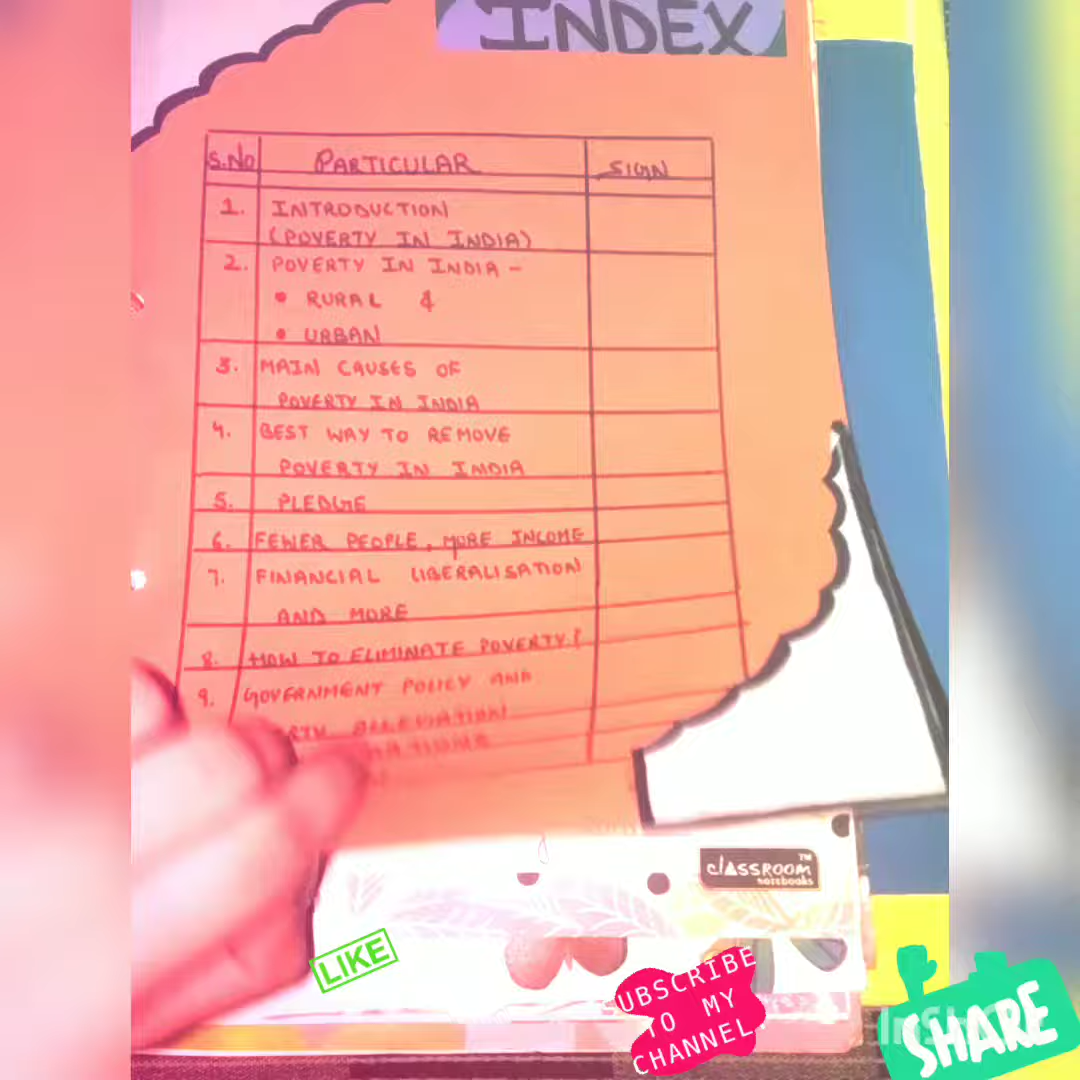 INDEX
S.No PARTICULAR SIGN
1. INTRODUCTION
(POVERTY IN INDIA)
2. POVERTY IN INDIA -
• RURAL &
• URBAN
3. MAIN CAUSES OF
POVERTY IN INDIA
4. BEST WAY TO REMOVE
POVERTY IN INDIA
5. PLEDGE
6. FEWER PEOPLE, MORE INCOME
7. FINANCIAL LIBERALISATION
AND MORE
8. HOW TO ELIMINATE POVERTY?
9. GOVERNMENT POLICY AND
classroom™
notebooks
LIKE
SUBSCRIBE
TO MY
CHANNEL.
SHARE